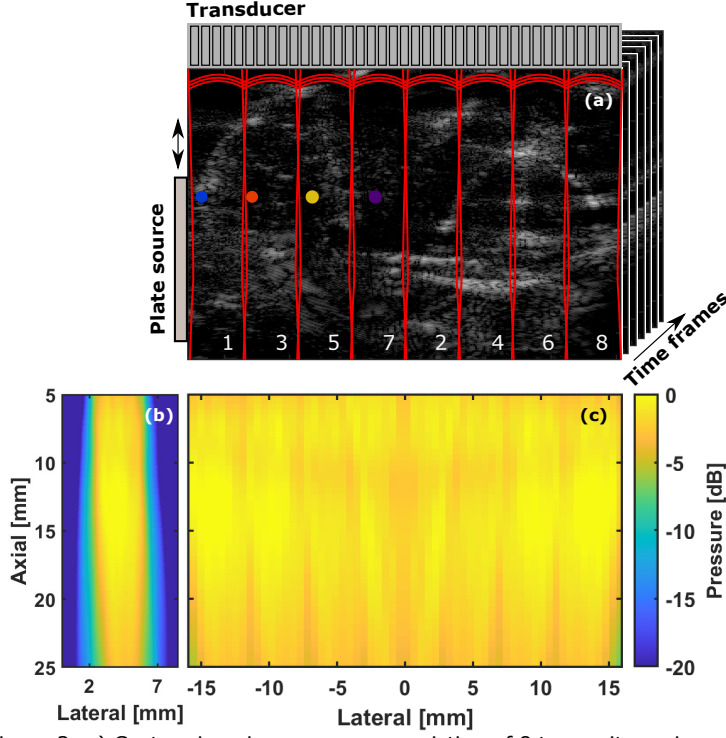 Transducer
(a)
Plate source
1 3 5 7 2 4 6 8
Time frames
5
10
15
20
25
Axial [mm]
(b)
2 7
Lateral [mm]
(c)
-15 -10 -5 0 5 10 15
Lateral [mm]
0
-5
-10
-15
-20
Pressure [dB]